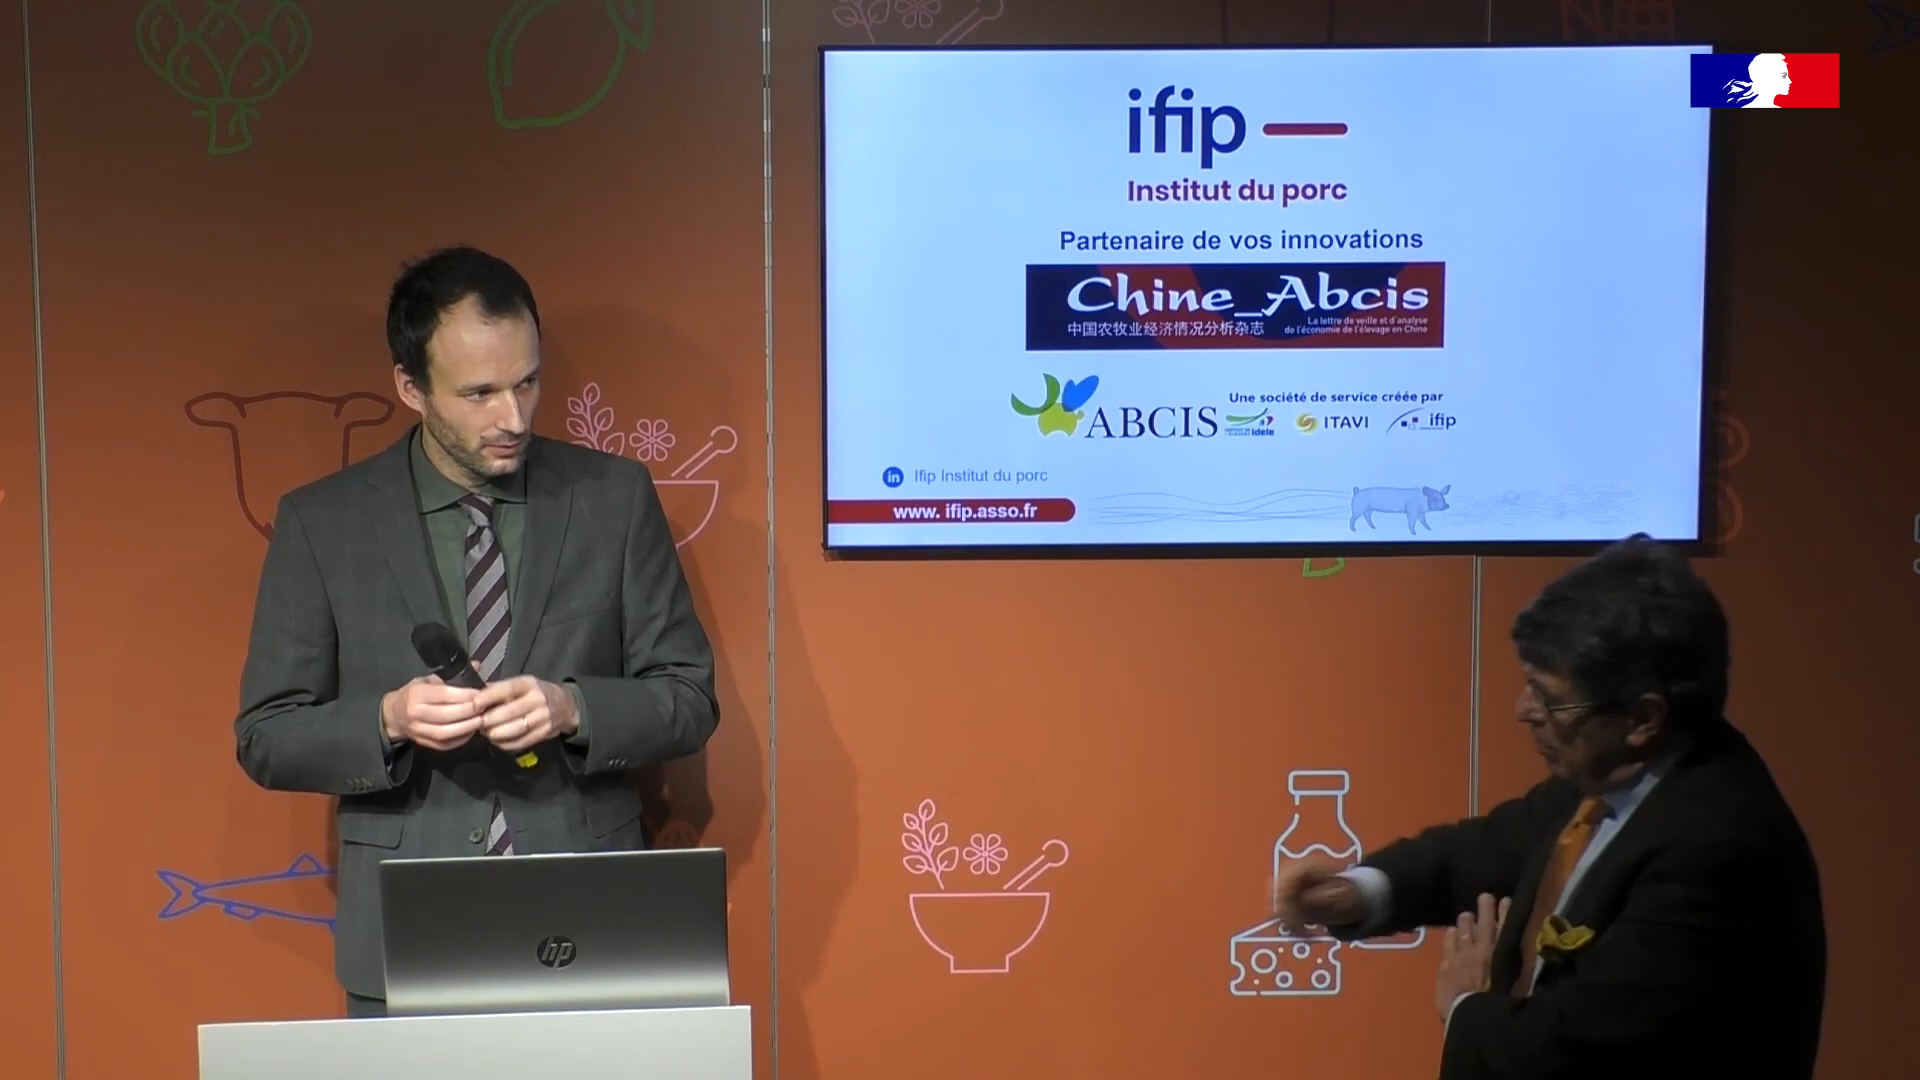 ifip
Institut du porc
Partenaire de vos innovations
Chine_Abcis
中国农牧业经济情况分析杂志
La lettre de veille et d'analyse
de l'économie de l'élevage en Chine
Une société de service créée par
ABCIS
idele
ITAVI
ifip
in
Ifip Institut du porc
www. ifip.asso.fr
hp